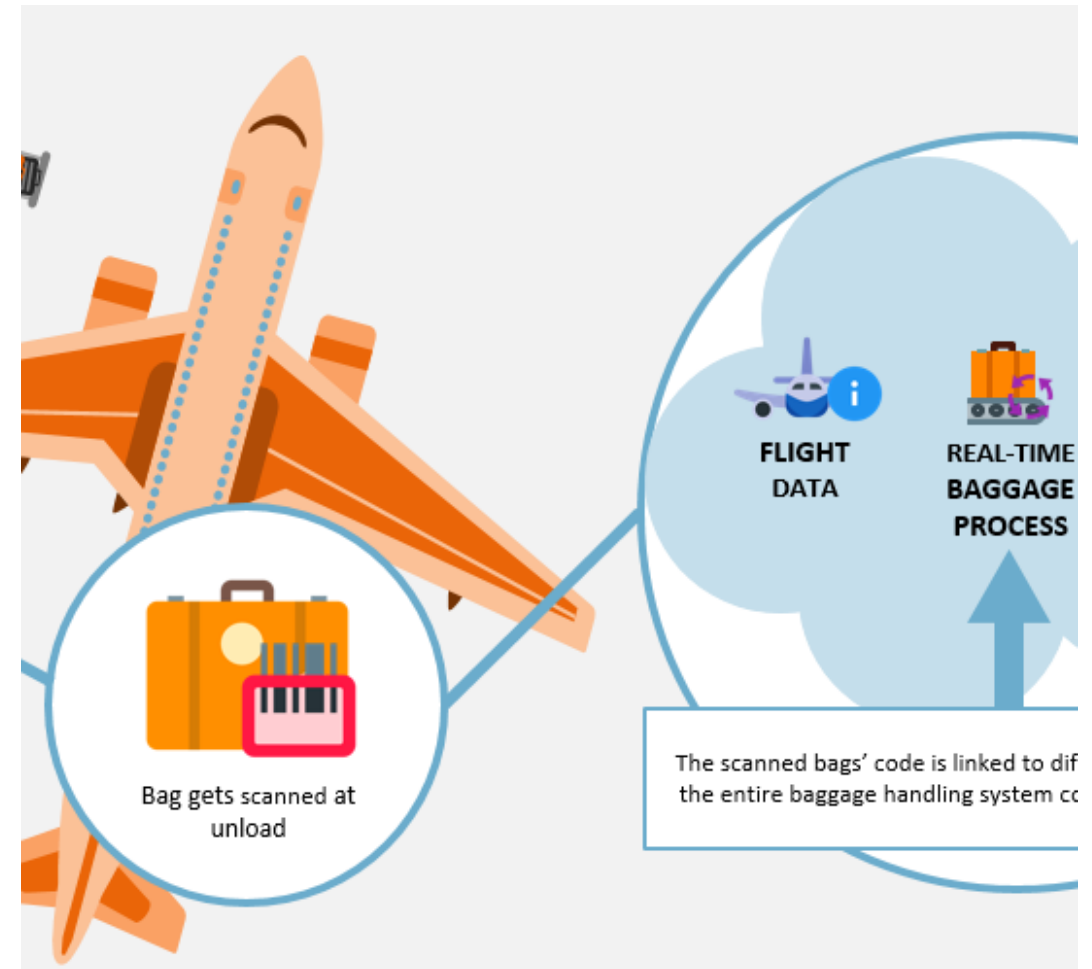 FLIGHT
DATA
REAL-TIME
BAGGAGE
PROCESS
Bag gets scanned at
unload
The scanned bags’ code is linked to
the entire baggage handling system